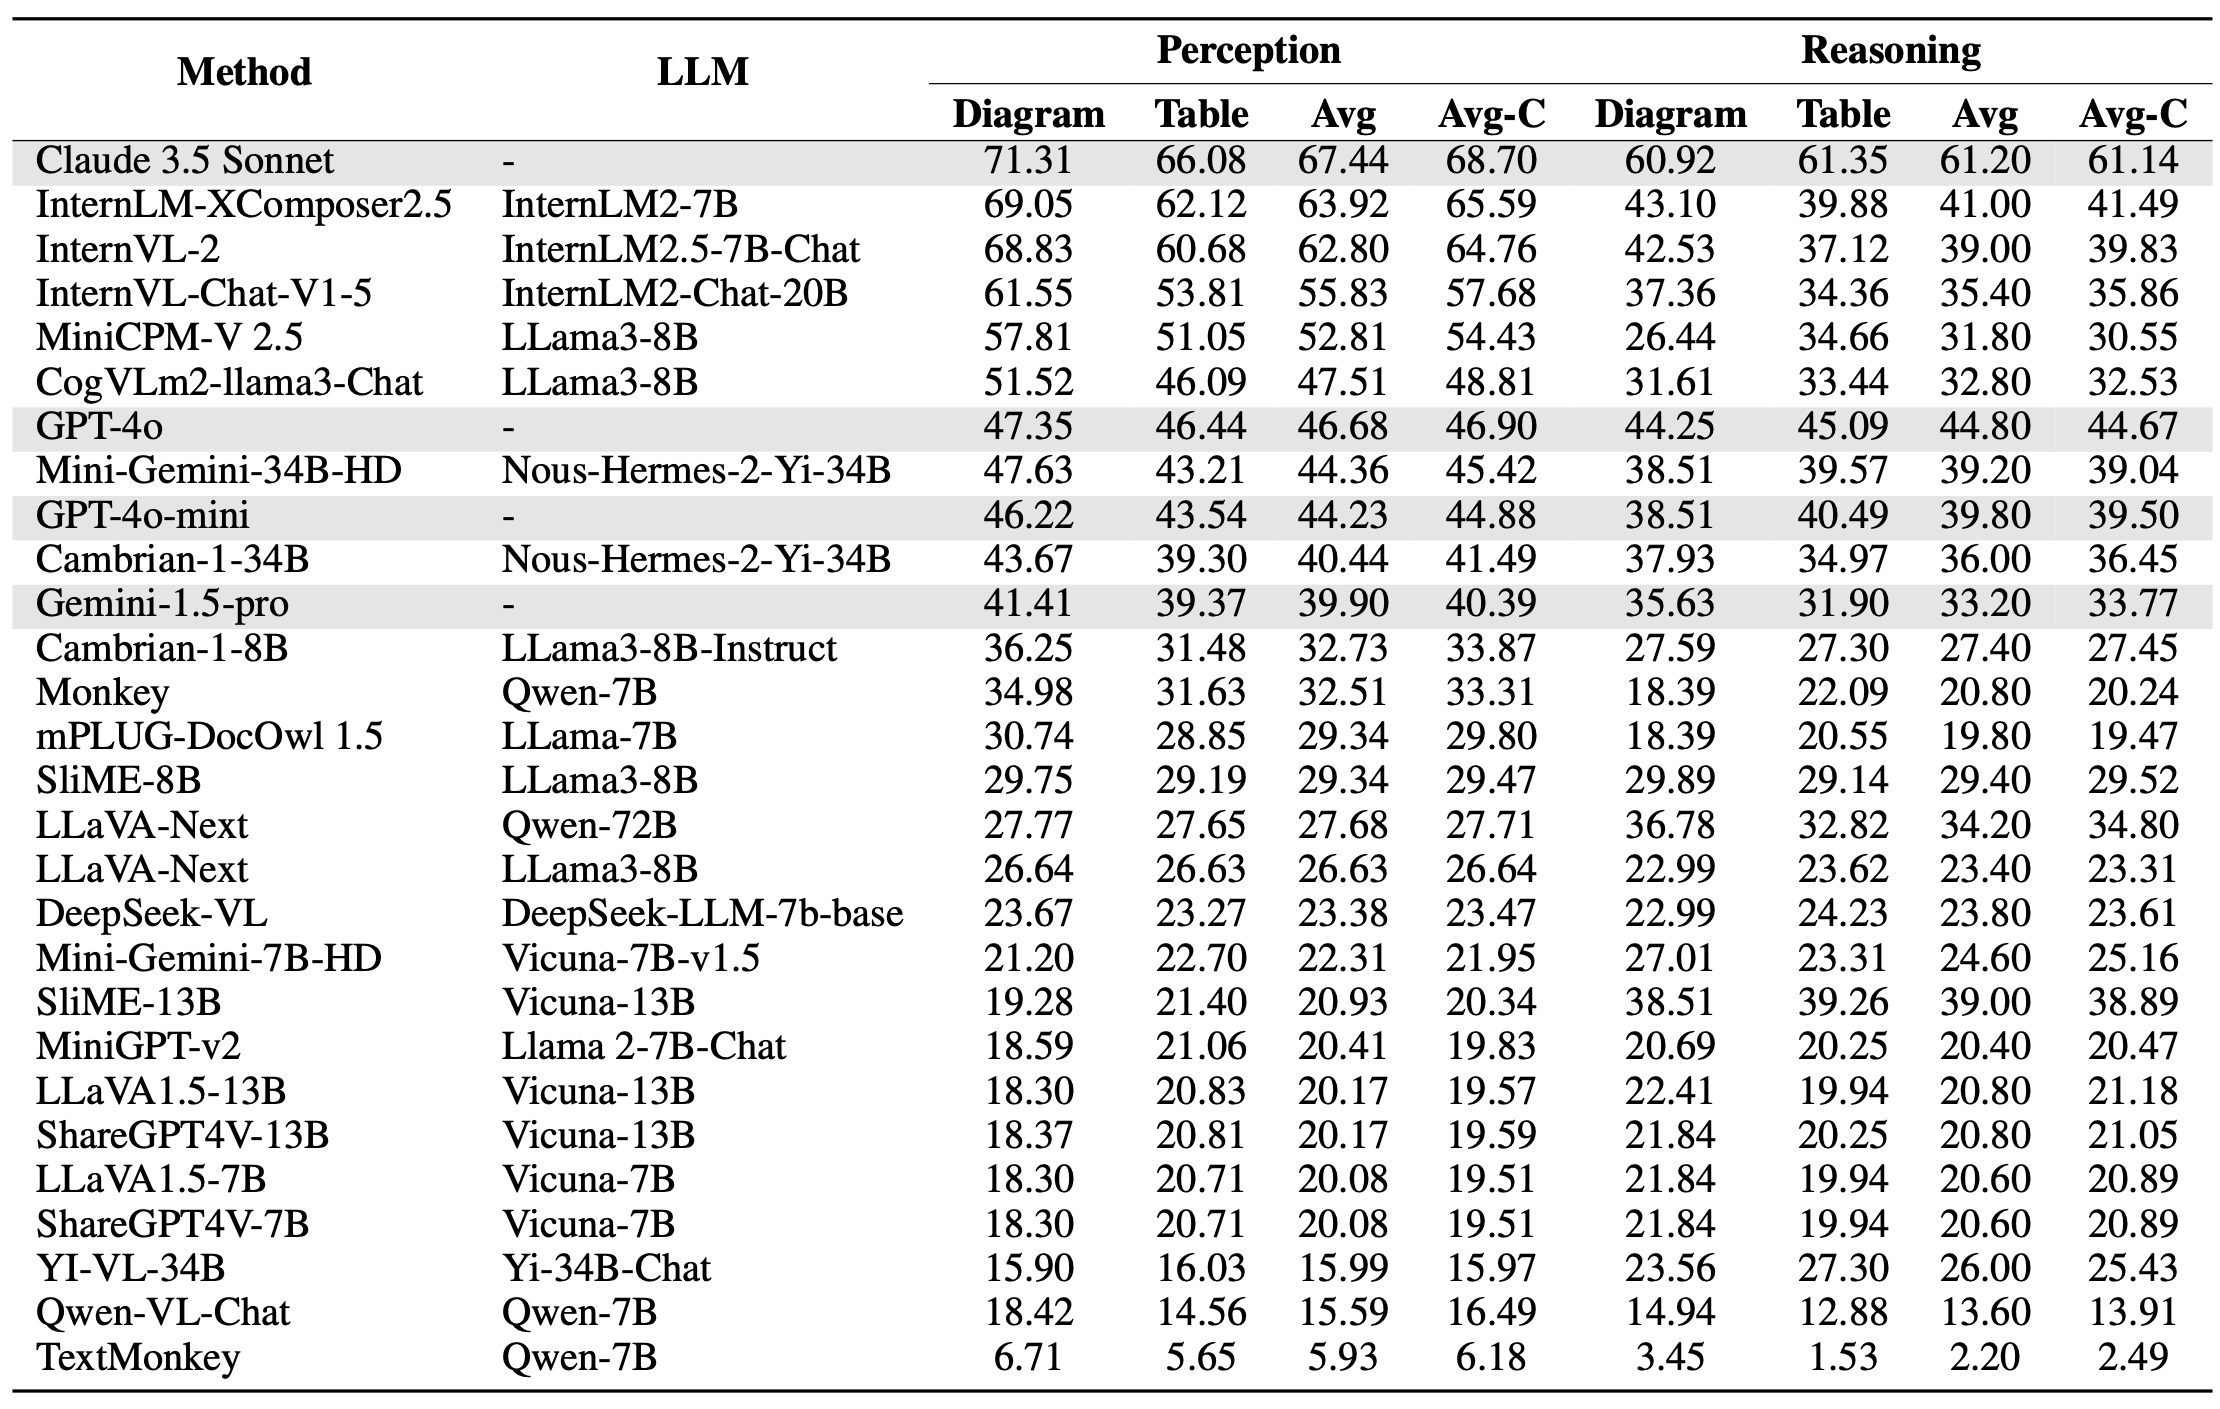 Method LLM Perception Reasoning
Diagram Table Avg Avg-C Diagram Table Avg Avg-C
Claude 3.5 Sonnet - 71.31 66.08 67.44 68.70 60.92 61.35 61.20 61.14
InternLM-XComposer2.5 InternLM2-7B 69.05 62.12 63.92 65.59 43.10 39.88 41.00 41.49
InternVL-2 InternLM2.5-7B-Chat 68.83 60.68 62.80 64.76 42.53 37.12 39.00 39.83
InternVL-Chat-V1-5 InternLM2-Chat-20B 61.55 53.81 55.83 57.68 37.36 34.36 35.40 35.86
MiniCPM-V 2.5 LLama3-8B 57.81 51.05 52.81 54.43 26.44 34.66 31.80 30.55
CogVLm2-llama3-Chat LLama3-8B 51.52 46.09 47.51 48.81 31.61 33.44 32.80 32.53
GPT-4o - 47.35 46.44 46.68 46.90 44.25 45.09 44.80 44.67
Mini-Gemini-34B-HD Nous-Hermes-2-Yi-34B 47.63 43.21 44.36 45.42 38.51 39.57 39.20 39.04
GPT-4o-mini - 46.22 43.54 44.23 44.88 38.51 40.49 39.80 39.50
Cambrian-1-34B Nous-Hermes-2-Yi-34B 43.67 39.30 40.44 41.49 37.93 34.97 36.00 36.45
Gemini-1.5-pro - 41.41 39.37 39.90 40.39 35.63 31.90 33.20 33.77
Cambrian-1-8B LLama3-8B-Instruct 36.25 31.48 32.73 33.87 27.59 27.30 27.40 27.45
Monkey Qwen-7B 34.98 31.63 32.51 33.31 18.39 22.09 20.80 20.24
mPLUG-DocOwl 1.5 LLama-7B 30.74 28.85 29.34 29.80 18.39 20.55 19.80 19.47
SliME-8B LLama3-8B 29.75 29.19 29.34 29.47 29.89 29.14 29.40 29.52
LLaVA-Next Qwen-72B 27.77 27.65 27.68 27.71 36.78 32.82 34.20 34.80
LLaVA-Next LLama3-8B 26.64 26.63 26.63 26.64 22.99 23.62 23.40 23.31
DeepSeek-VL DeepSeek-LLM-7b-base 23.67 23.27 23.38 23.47 22.99 24.23 23.80 23.61
Mini-Gemini-7B-HD Vicuna-7B-v1.5 21.20 22.70 22.31 21.95 27.01 23.31 24.60 25.16
SliME-13B Vicuna-13B 19.28 21.40 20.93 20.34 38.51 39.26 39.00 38.89
MiniGPT-v2 Llama 2-7B-Chat 18.59 21.06 20.41 19.83 20.69 20.25 20.40 20.47
LLaVA1.5-13B Vicuna-13B 18.30 20.83 20.17 19.57 22.41 19.94 20.80 21.18
ShareGPT4V-13B Vicuna-13B 18.37 20.81 20.17 19.59 21.84 20.25 20.80 21.05
LLaVA1.5-7B Vicuna-7B 18.30 20.71 20.08 19.51 21.84 19.94 20.60 20.89
ShareGPT4V-7B Vicuna-7B 18.30 20.71 20.08 19.51 21.84 19.94 20.60 20.89
YI-VL-34B Yi-34B-Chat 15.90 16.03 15.99 15.97 23.56 27.30 26.00 25.43
Qwen-VL-Chat Qwen-7B 18.42 14.56 15.59 16.49 14.94 12.88 13.60 13.91
TextMonkey Qwen-7B 6.71 5.65 5.93 6.18 3.45 1.53 2.20 2.49